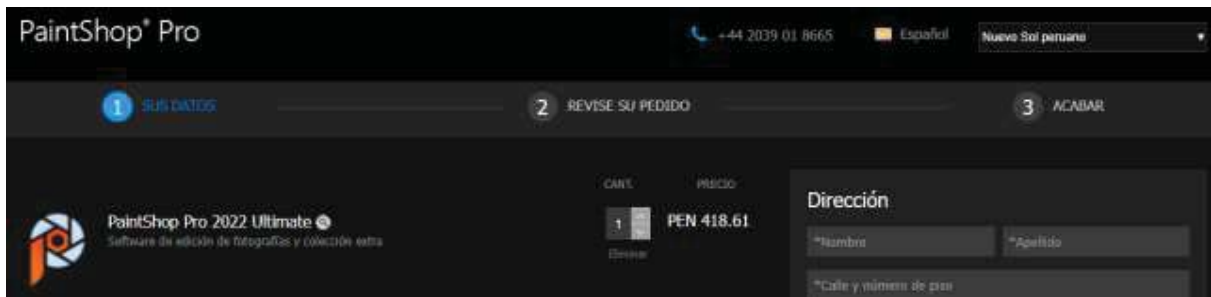 PaintShop® Pro
+44 2039 01 8665
Español
Nuevo Sol peruano
1 SUS DATOS
2 REVISE SU PEDIDO
3 ACABAR
CANT.
PRECIO
PaintShop Pro 2022 Ultimate
Software de edición de fotografías y colección extra
1
PEN 418.61
Eliminar
Dirección
*Nombre
*Apellido
*Calle y número de piso